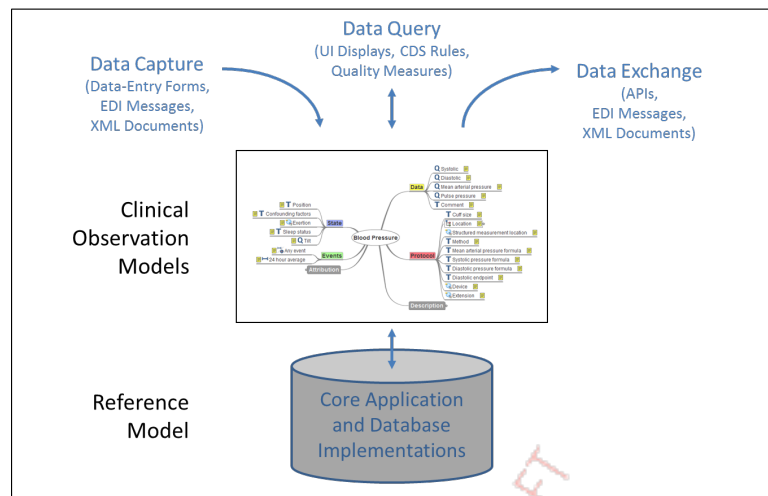 Data Query
(UI Displays, CDS Rules,
Quality Measures)
Data Capture
(Data-Entry Forms,
EDI Messages,
XML Documents)
Data Exchange
(APIs,
EDI Messages,
XML Documents)
Clinical
Observation
Models
Blood Pressure
Data
Q Systolic
Q Diastolic
Q Mean arterial pressure
Q Pulse pressure
T Comment
State
T Position
T Confounding factors
Exertion
T Sleep status
Q Tilt
Events
Any event
24 hour average
Attribution
Protocol
T Cuff size
Location
Structured measurement location
T Method
T Mean arterial pressure formula
T Systolic pressure formula
T Diastolic pressure formula
T Diastolic endpoint
Device
Extension
Description
Reference
Model
Core Application
and Database
Implementations